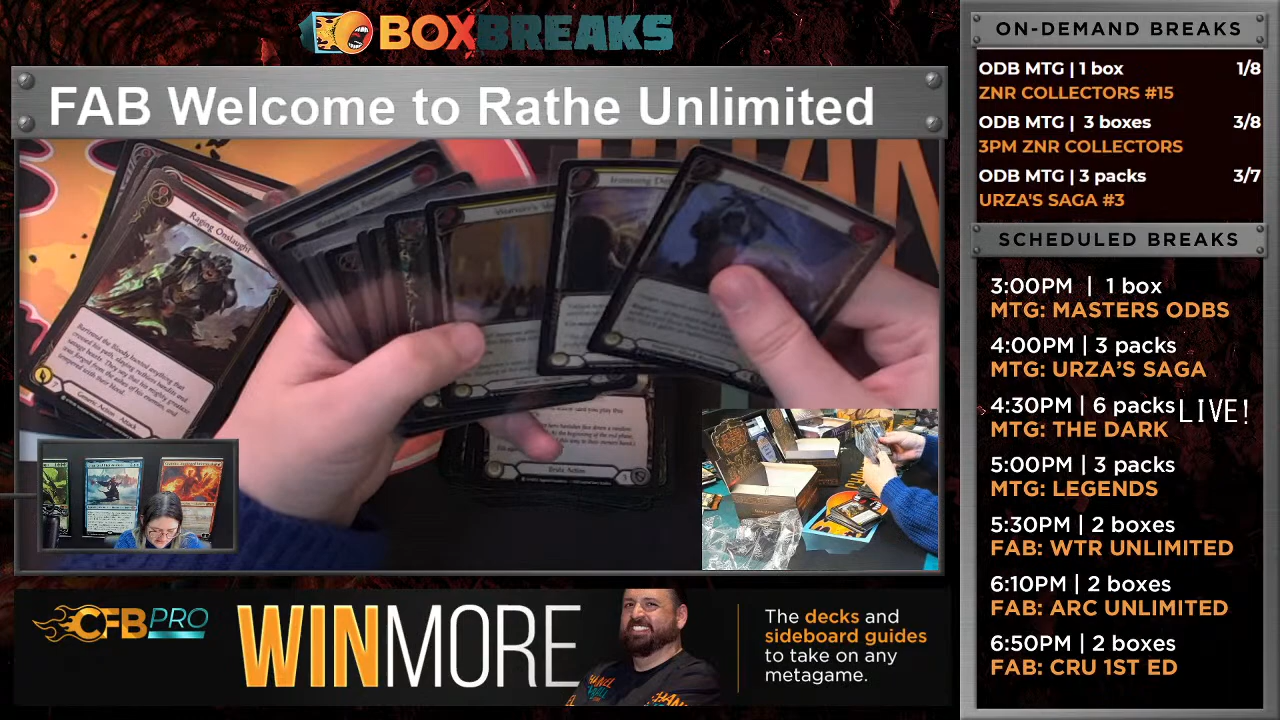 BOXBREAKS
FAB Welcome to Rathe Unlimited
Raging Onslaught
Generic Action - Attack
Brute Action
CFBPRO
WINMORE
The decks and
sideboard guides
to take on any
metagame.
ON-DEMAND BREAKS
ODB MTG | 1 box 1/8
ZNR COLLECTORS #15
ODB MTG | 3 boxes 3/8
3PM ZNR COLLECTORS
ODB MTG | 3 packs 3/7
URZA'S SAGA #3
SCHEDULED BREAKS
3:00PM | 1 box
MTG: MASTERS ODBS
4:00PM | 3 packs
MTG: URZA'S SAGA
4:30PM | 6 packs LIVE!
MTG: THE DARK
5:00PM | 3 packs
MTG: LEGENDS
5:30PM | 2 boxes
FAB: WTR UNLIMITED
6:10PM | 2 boxes
FAB: ARC UNLIMITED
6:50PM | 2 boxes
FAB: CRU 1ST ED